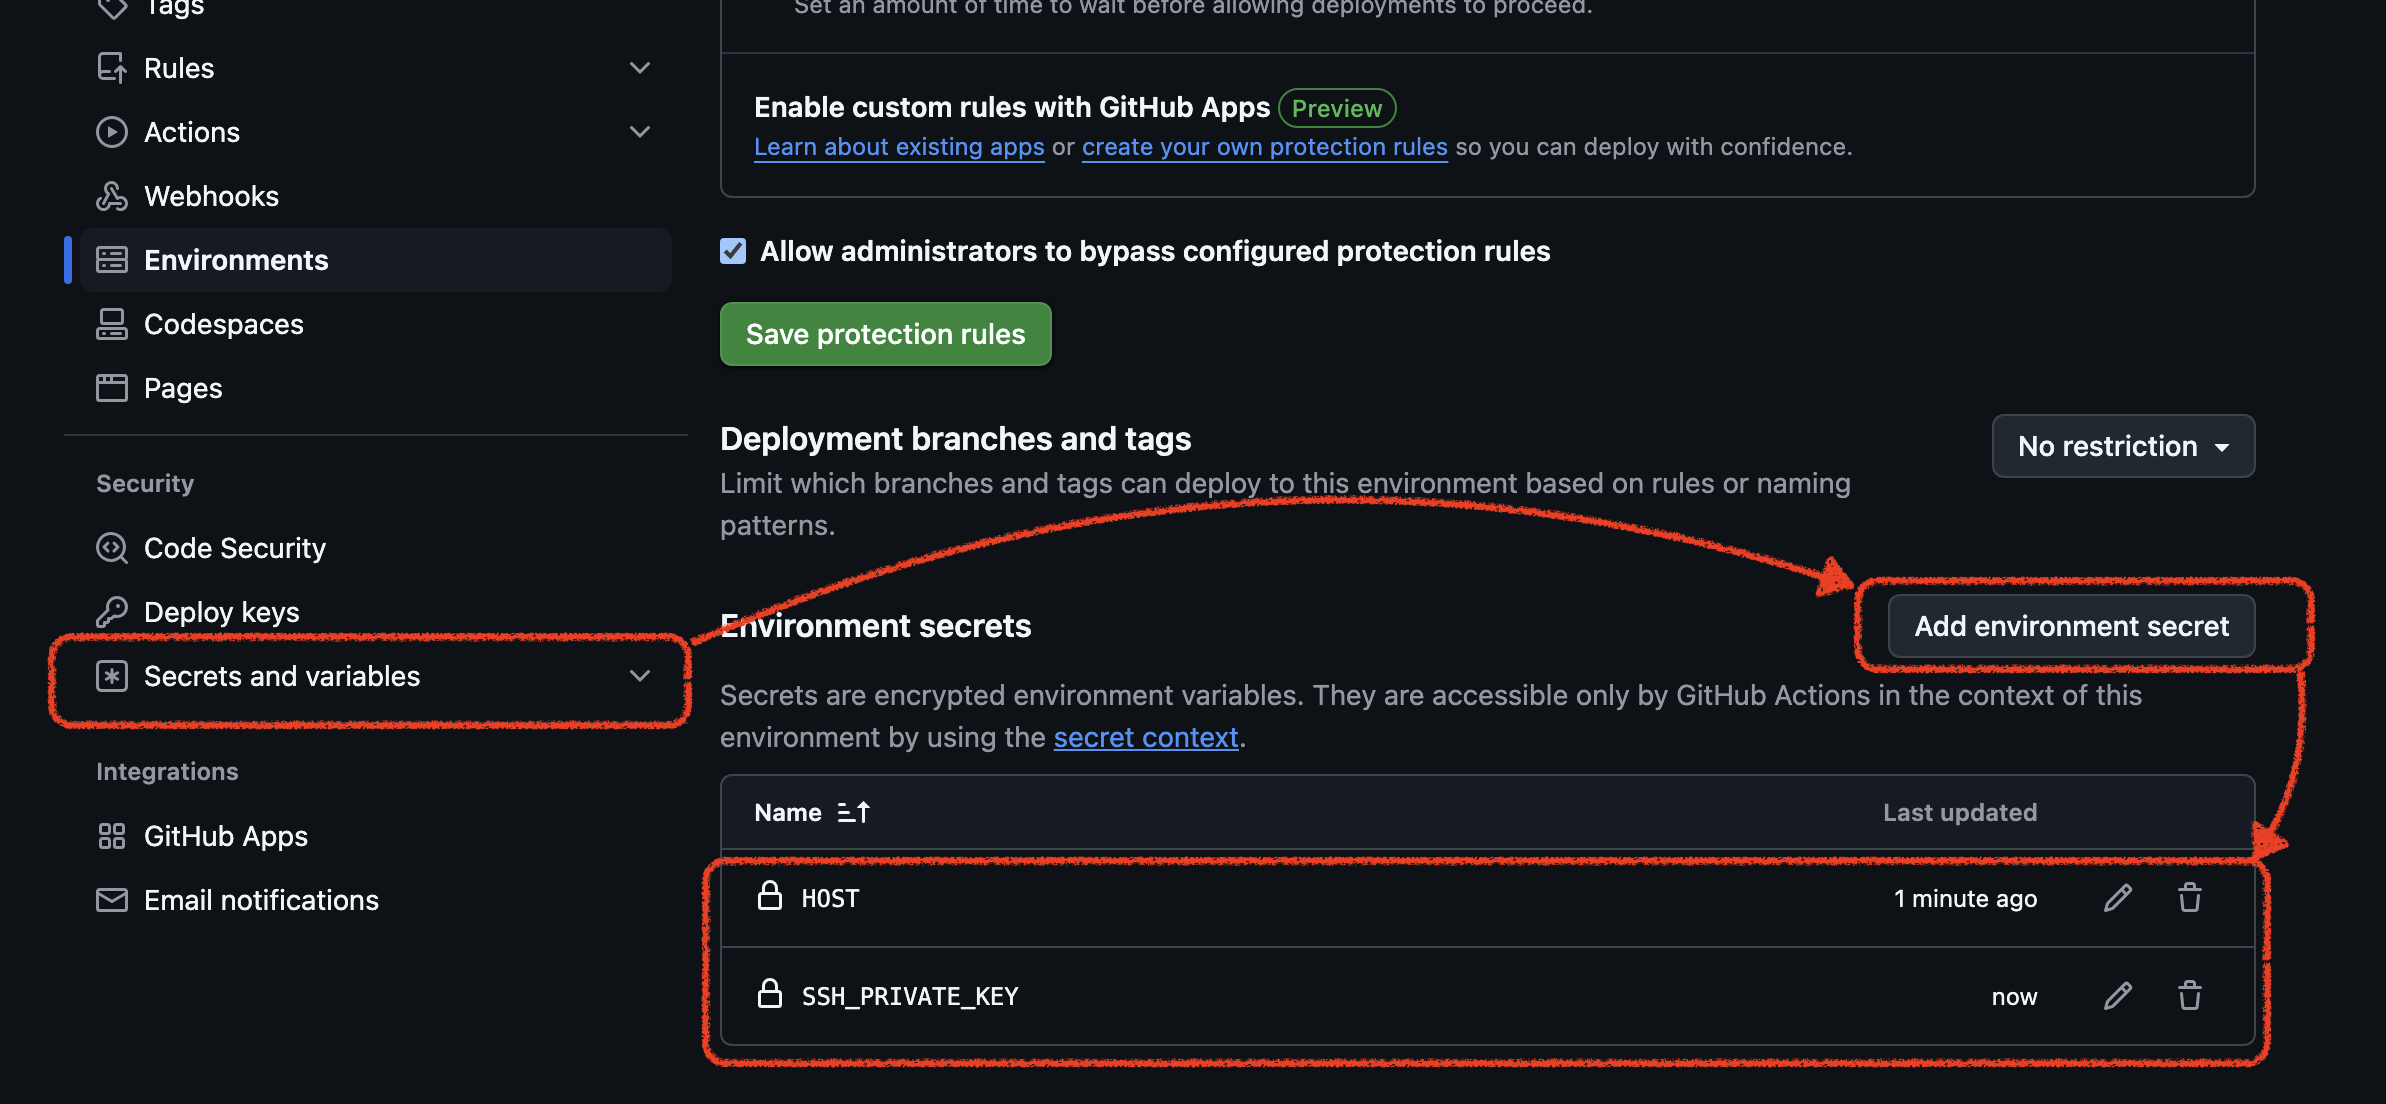 Tags
Rules
Actions
Webhooks
Environments
Codespaces
Pages
Security
Code Security
Deploy keys
Secrets and variables
Integrations
GitHub Apps
Email notifications
Set an amount of time to wait before allowing deployments to proceed.
Enable custom rules with GitHub Apps Preview
Learn about existing apps or create your own protection rules so you can deploy with confidence.
Allow administrators to bypass configured protection rules
Save protection rules
Deployment branches and tags
No restriction
Limit which branches and tags can deploy to this environment based on rules or naming
patterns.
Environment secrets
Add environment secret
Secrets are encrypted environment variables. They are accessible only by GitHub Actions in the context of this
environment by using the secret context.
Name Last updated
HOST 1 minute ago
SSH_PRIVATE_KEY now